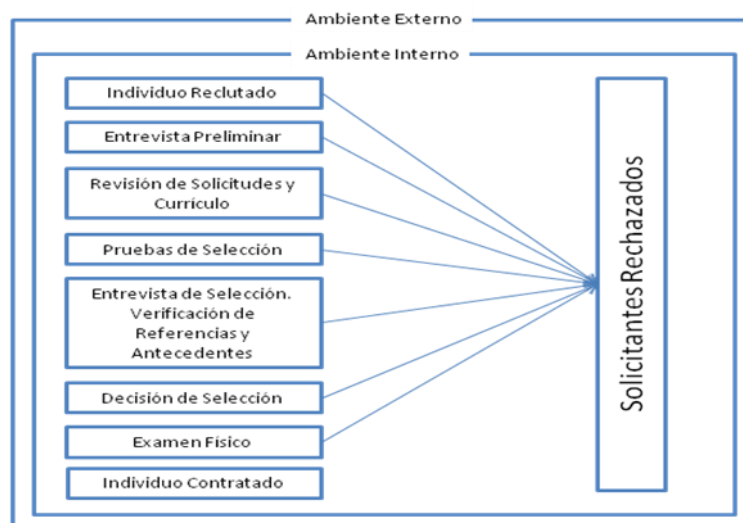 Ambiente Externo
Ambiente Interno
Individuo Reclutado
Entrevista Preliminar
Revisión de Solicitudes y
Currículo
Pruebas de Selección
Entrevista de Selección.
Verificación de
Referencias y
Antecedentes
Decisión de Selección
Examen Físico
Individuo Contratado
Solicitantes Rechazados